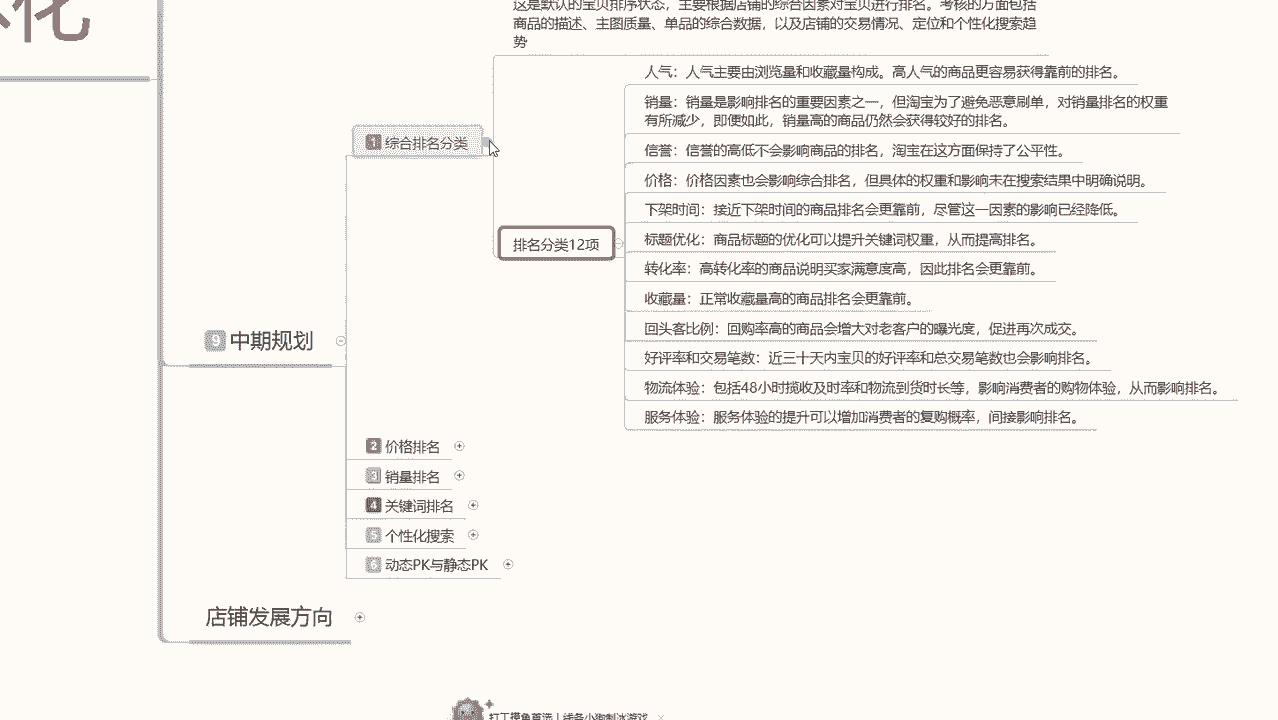 化
这是默认的宝贝排序状态，主要根据店铺的综合因素对宝贝进行排名。考核的方面包括
商品的描述、主图质量、单品的综合数据，以及店铺的交易情况、定位和个性化搜索趋
势
人气：人气主要由浏览量和收藏量构成。高人气的商品更容易获得靠前的排名。
销量：销量是影响排名的重要因素之一，但淘宝为了避免恶意刷单，对销量排名的权重
有所减少，即便如此，销量高的商品仍然会获得较好的排名。
1 综合排名分类
信誉：信誉的高低不会影响商品的排名，淘宝在这方面保持了公平性。
价格：价格因素也会影响综合排名，但具体的权重和影响未在搜索结果中明确说明。
下架时间：接近下架时间的商品排名会更靠前，尽管这一因素的影响已经降低。
排名分类12项
标题优化：商品标题的优化可以提升关键词权重，从而提高排名。
转化率：高转化率的商品说明买家满意度高，因此排名会更靠前。
收藏量：正常收藏量高的商品排名会更靠前。
回头客比例：回购率高的商品会增大对老客户的曝光度，促进再次成交。
9 中期规划
好评率和交易笔数：近三十天内宝贝的好评率和总交易笔数也会影响排名。
物流体验：包括48小时揽收及时率和物流到货时长等，影响消费者的购物体验，从而影响排名。
服务体验：服务体验的提升可以增加消费者的复购概率，间接影响排名。
2 价格排名
3 销量排名
4 关键词排名
5 个性化搜索
6 动态PK与静态PK
店铺发展方向
打工摸鱼首选丨线条小狗制冰游戏